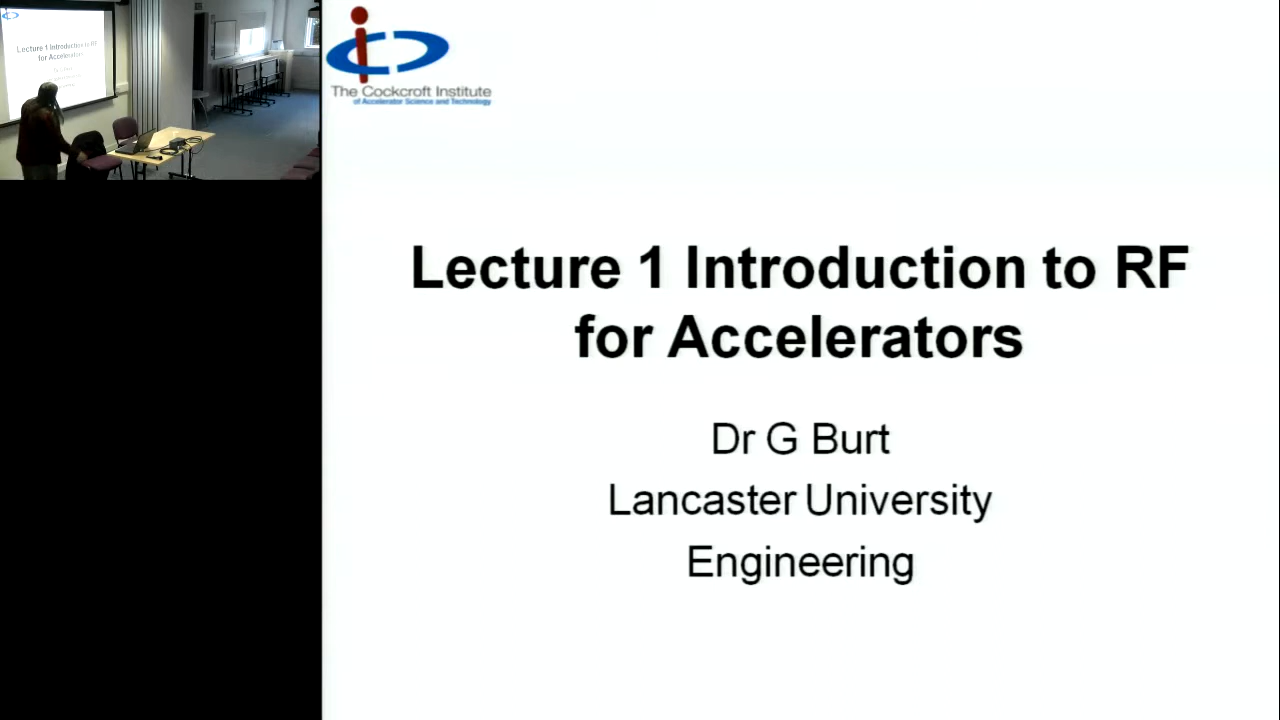 Lecture 1 Introduction to RF
for Accelerators
The Cockcroft Institute
of Accelerator Science and Technology
Lecture 1 Introduction to RF
for Accelerators
Dr G Burt
Lancaster University
Engineering